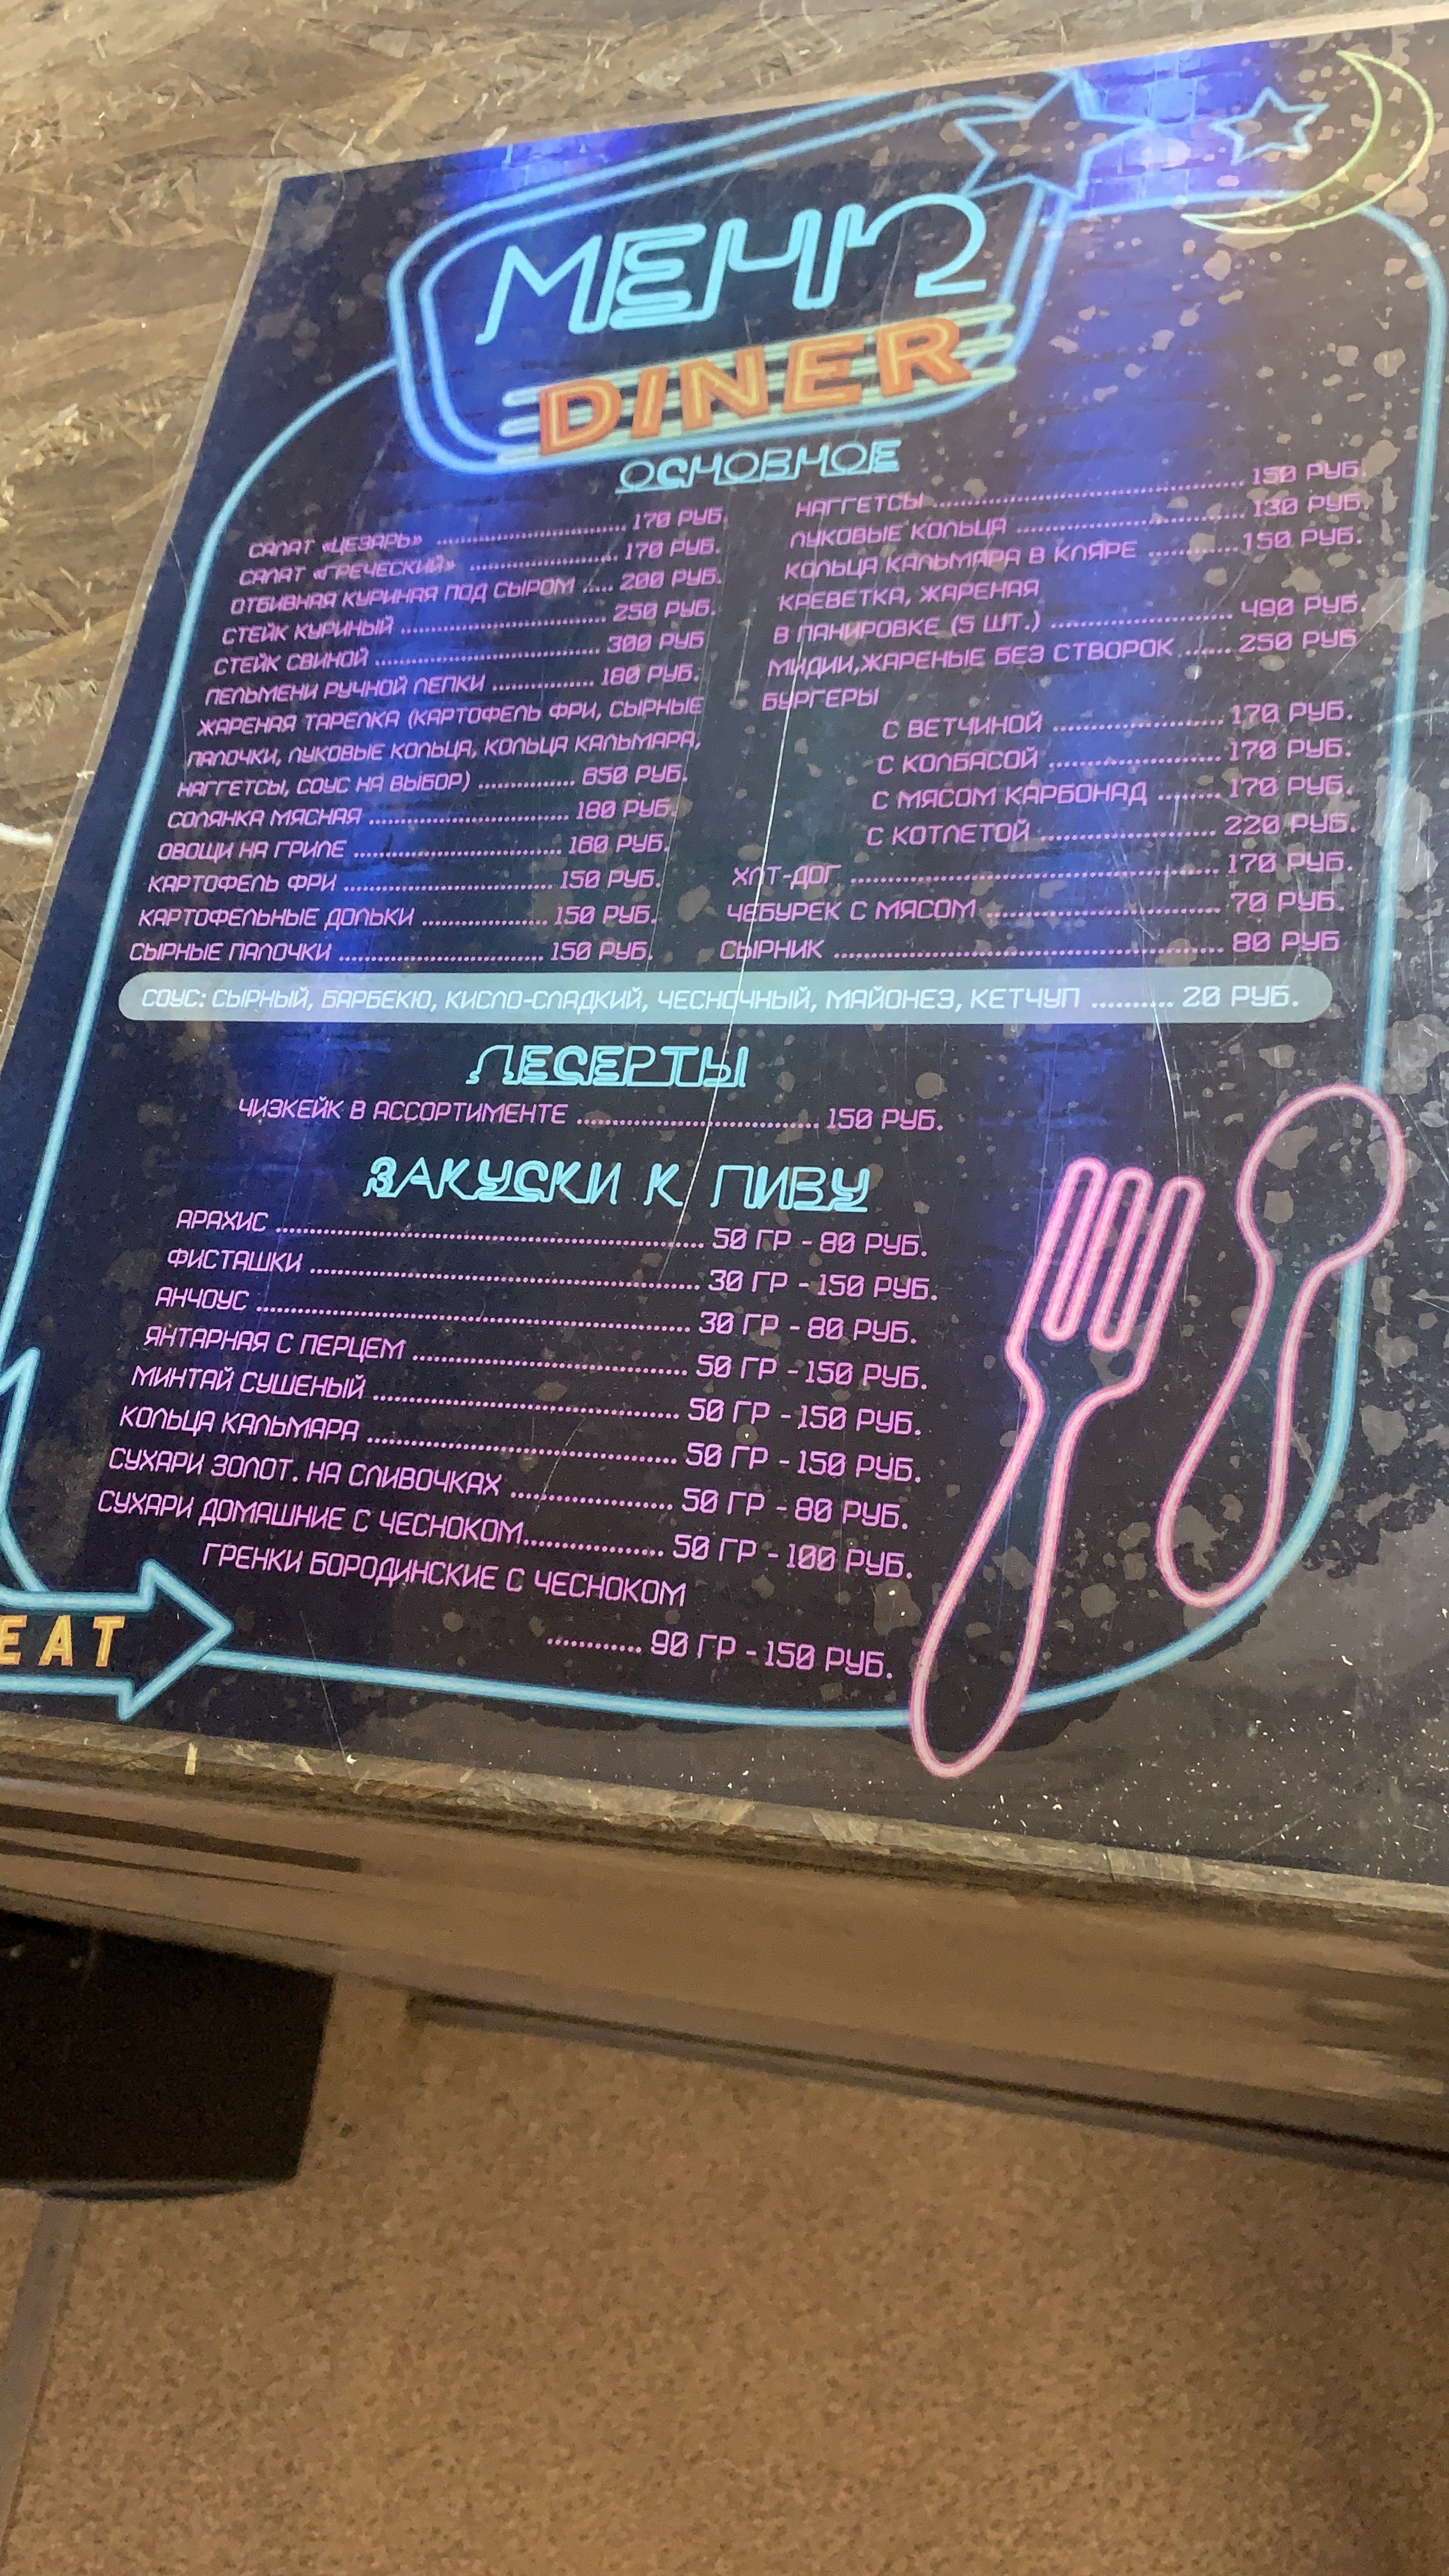 МЕНЮ
DINER
ОСНОВНОЕ
САЛАТ «ЦЕЗАРЬ» ........................ 170 РУБ.
САЛАТ «ГРЕЧЕСКИЙ» .................... 170 РУБ.
ОТБИВНАЯ КУРИНАЯ ПОД СЫРОМ ..... 200 РУБ.
СТЕЙК КУРИНЫЙ ........................ 250 РУБ.
СТЕЙК СВИНОЙ ........................ 300 РУБ
ПЕЛЬМЕНИ РУЧНОЙ ЛЕПКИ ............... 180 РУБ.
ЖАРЕНАЯ ТАРЕЛКА (КАРТОФЕЛЬ ФРИ, СЫРНЫЕ
ПАЛОЧКИ, ЛУКОВЫЕ КОЛЬЦА, КОЛЬЦА КАЛЬМАРА,
НАГГЕТСЫ, СОУС НА ВЫБОР) .............. 650 РУБ.
СОЛЯНКА МЯСНАЯ ........................ 180 РУБ.
ОВОЩИ НА ГРИЛЕ ........................ 160 РУБ.
КАРТОФЕЛЬ ФРИ ........................ 150 РУБ.
КАРТОФЕЛЬНЫЕ ДОЛЬКИ .................. 150 РУБ.
СЫРНЫЕ ПАЛОЧКИ ........................ 150 РУБ.
НАГГЕТСЫ ........................ 150 РУБ.
ЛУКОВЫЕ КОЛЬЦА ........................ 130 РУБ.
КОЛЬЦА КАЛЬМАРА В КЛЯРЕ ............ 150 РУБ.
КРЕВЕТКА, ЖАРЕНАЯ
В ПАНИРОВКЕ (5 ШТ.) ........................ 490 РУБ.
МИДИИ,ЖАРЕНЫЕ БЕЗ СТВОРОК ....... 250 РУБ
БУРГЕРЫ
С ВЕТЧИНОЙ ........................ 170 РУБ.
С КОЛБАСОЙ ........................ 170 РУБ.
С МЯСОМ КАРБОНАД ......... 170 РУБ.
С КОТЛЕТОЙ ........................ 220 РУБ.
ХОТ-ДОГ ........................ 170 РУБ.
ЧЕБУРЕК С МЯСОМ ........................ 70 РУБ.
СЫРНИК ........................ 80 РУБ
СОУС: СЫРНЫЙ, БАРБЕКЮ, КИСЛО-СЛАДКИЙ, ЧЕСНОЧНЫЙ, МАЙОНЕЗ, КЕТЧУП .......... 20 РУБ.
ДЕСЕРТЫ
ЧИЗКЕЙК В АССОРТИМЕНТЕ ........................ 150 РУБ.
ЗАКУСКИ К ПИВУ
АРАХИС ........................ 50 ГР - 80 РУБ.
ФИСТАШКИ ........................ 30 ГР - 150 РУБ.
АНЧОУС ........................ 30 ГР - 80 РУБ.
ЯНТАРНАЯ С ПЕРЦЕМ ........................ 50 ГР - 150 РУБ.
МИНТАЙ СУШЕНЫЙ ........................ 50 ГР - 150 РУБ.
КОЛЬЦА КАЛЬМАРА ........................ 50 ГР - 150 РУБ.
СУХАРИ ЗОЛОТ. НА СЛИВОЧКАХ ........................ 50 ГР - 80 РУБ.
СУХАРИ ДОМАШНИЕ С ЧЕСНОКОМ..................... 50 ГР - 100 РУБ.
ГРЕНКИ БОРОДИНСКИЕ С ЧЕСНОКОМ
.............. 90 ГР - 150 РУБ.
EAT